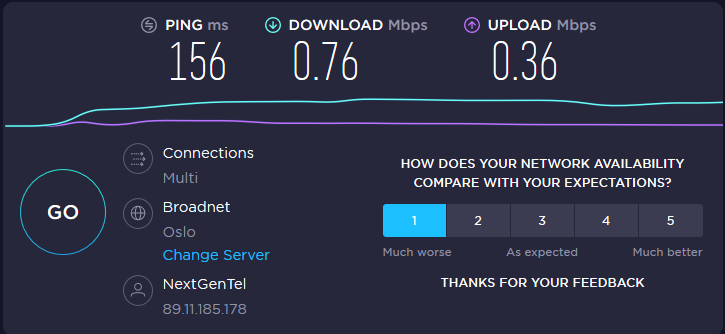 PING ms
156
DOWNLOAD Mbps
0.76
UPLOAD Mbps
0.36
GO
Connections
Multi
Broadnet
Oslo
Change Server
NextGenTel
89.11.185.178
HOW DOES YOUR NETWORK AVAILABILITY
COMPARE WITH YOUR EXPECTATIONS?
1 2 3 4 5
Much worse As expected Much better
THANKS FOR YOUR FEEDBACK